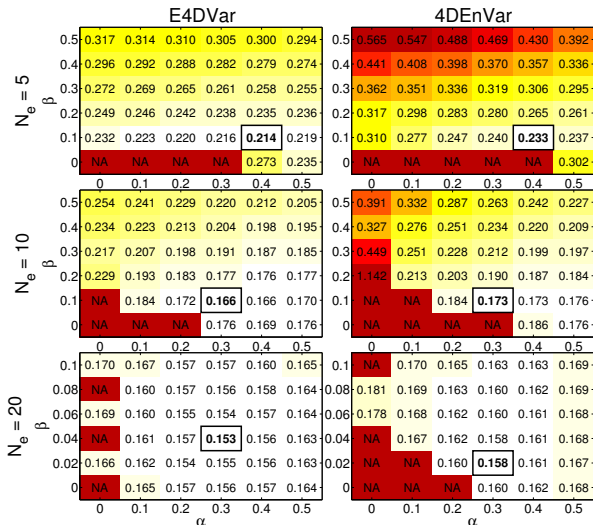 E4DVar 4DEnVar
N_e = 5
β
0.5 0.317 0.314 0.310 0.305 0.300 0.294 0.5 0.565 0.547 0.488 0.469 0.430 0.392
0.4 0.296 0.292 0.288 0.282 0.279 0.274 0.4 0.441 0.408 0.398 0.370 0.357 0.336
0.3 0.272 0.269 0.265 0.261 0.258 0.255 0.3 0.362 0.351 0.336 0.319 0.306 0.295
0.2 0.249 0.246 0.242 0.238 0.235 0.236 0.2 0.317 0.298 0.283 0.280 0.265 0.261
0.1 0.232 0.223 0.220 0.216 0.214 0.219 0.1 0.310 0.277 0.247 0.240 0.233 0.237
0 NA NA NA NA 0.273 0.235 0 NA NA NA NA NA 0.302
0 0.1 0.2 0.3 0.4 0.5 0 0.1 0.2 0.3 0.4 0.5
N_e = 10
β
0.5 0.254 0.241 0.229 0.220 0.212 0.205 0.5 0.391 0.332 0.287 0.263 0.242 0.227
0.4 0.234 0.223 0.213 0.204 0.198 0.195 0.4 0.327 0.276 0.251 0.234 0.220 0.209
0.3 0.217 0.207 0.198 0.191 0.187 0.185 0.3 0.449 0.251 0.228 0.212 0.199 0.197
0.2 0.229 0.193 0.183 0.177 0.176 0.177 0.2 1.142 0.213 0.203 0.190 0.187 0.184
0.1 NA 0.184 0.172 0.166 0.166 0.170 0.1 NA NA 0.184 0.173 0.173 0.176
0 NA NA NA 0.176 0.169 0.176 0 NA NA NA NA 0.186 0.176
0 0.1 0.2 0.3 0.4 0.5 0 0.1 0.2 0.3 0.4 0.5
N_e = 20
β
0.1 0.170 0.167 0.157 0.157 0.160 0.165 0.1 NA 0.170 0.165 0.163 0.163 0.169
0.08 NA 0.160 0.157 0.156 0.158 0.164 0.08 0.181 0.169 0.163 0.160 0.160 0.168
0.06 0.169 0.160 0.155 0.154 0.157 0.164 0.06 0.178 0.168 0.162 0.160 0.161 0.168
0.04 NA 0.161 0.157 0.153 0.156 0.163 0.04 NA 0.167 0.162 0.158 0.161 0.168
0.02 0.166 0.162 0.154 0.155 0.156 0.163 0.02 NA NA 0.160 0.158 0.161 0.167
0 NA 0.165 0.157 0.156 0.157 0.164 0 NA NA NA 0.160 0.162 0.168
0 0.1 0.2 0.3 0.4 0.5 0 0.1 0.2 0.3 0.4 0.5
α α